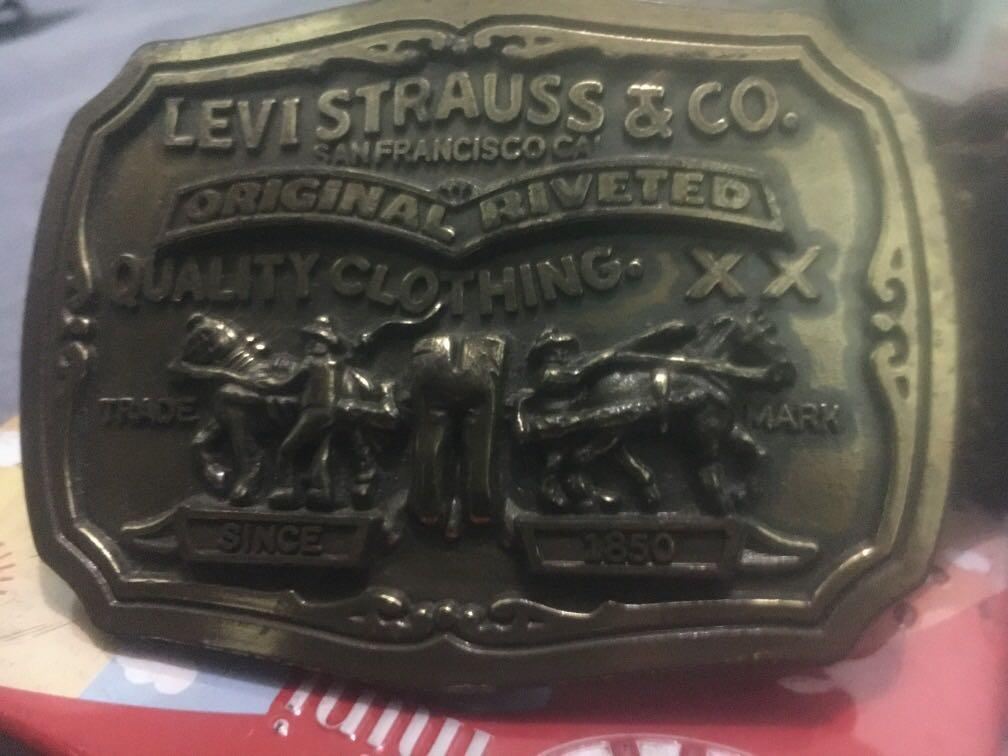 LEVI STRAUSS & CO.
SAN FRANCISCO CAL
ORIGINAL RIVETED
QUALITY CLOTHING. XX
TRADE MARK
SINCE 1850